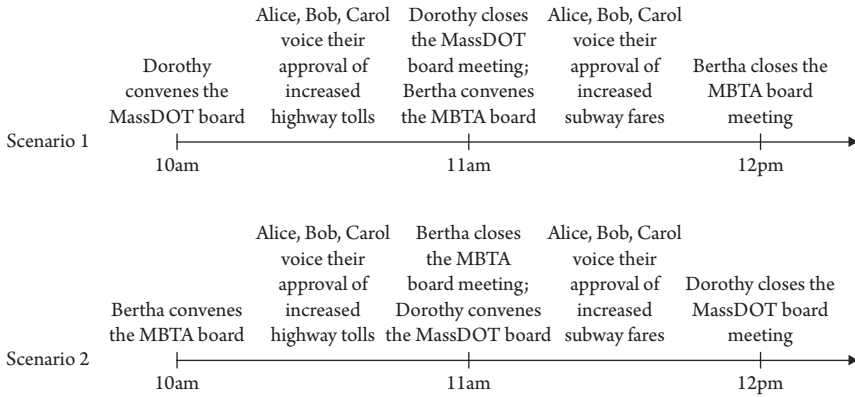 Alice, Bob, Carol
voice their
approval of
increased
highway tolls
Dorothy closes
the MassDOT
board meeting;
Bertha convenes
the MBTA board
Alice, Bob, Carol
voice their
approval of
increased
subway fares
Dorothy
convenes the
MassDOT board
Bertha closes the
MBTA board
meeting
Scenario 1
10am
11am
12pm
Alice, Bob, Carol
voice their
approval of
increased
highway tolls
Bertha closes
the MBTA
board meeting;
Dorothy convenes
the MassDOT board
Alice, Bob, Carol
voice their
approval of
increased
subway fares
Bertha convenes
the MBTA board
Dorothy closes the
MassDOT board
meeting
Scenario 2
10am
11am
12pm